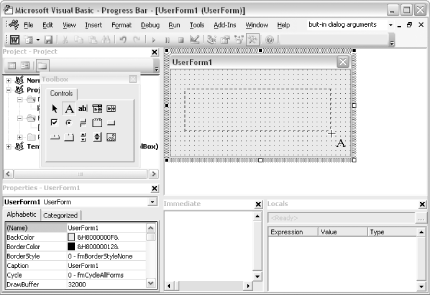 Microsoft Visual Basic - Progress Bar - [UserForm1 (UserForm)]
File Edit View Insert Format Debug Run Tools Add-Ins Window Help built-in dialog arguments
Project - Project
Toolbox
Controls
A ab|
Nor
Proj
Tem lBox)
UserForm1
A
Properties - UserForm1
UserForm1 UserForm
Alphabetic Categorized
(Name) UserForm1
BackColor &H8000000F&
BorderColor &H80000012&
BorderStyle 0 - fmBorderStyleNone
Caption UserForm1
Cycle 0 - fmCycleAllForms
DrawBuffer 32000
Immediate
Locals
<Ready>
Expression Value Type